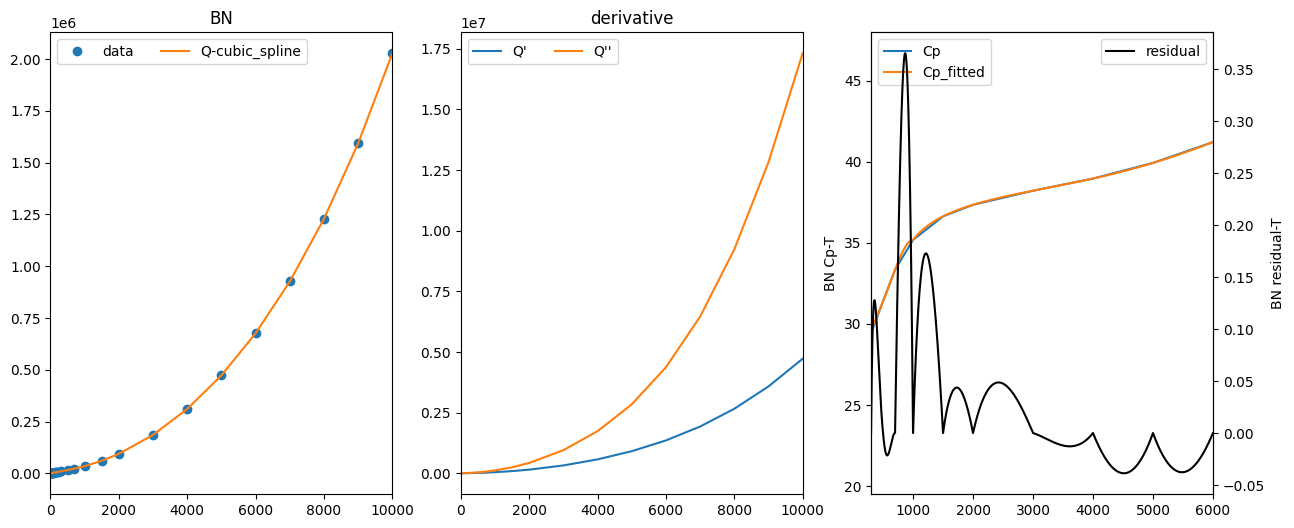 BN
1e6
data
Q-cubic_spline
2.00
1.75
1.50
1.25
1.00
0.75
0.50
0.25
0.00
0 2000 4000 6000 8000 10000
derivative
1e7
Q' Q''
1.75
1.50
1.25
1.00
0.75
0.50
0.25
0.00
0 2000 4000 6000 8000 10000
Cp
Cp_fitted
residual
BN Cp-T
45
40
35
30
25
20
1000 2000 3000 4000 5000 6000
0.35
0.30
0.25
0.20
0.15
0.10
0.05
0.00
−0.05
BN residual-T